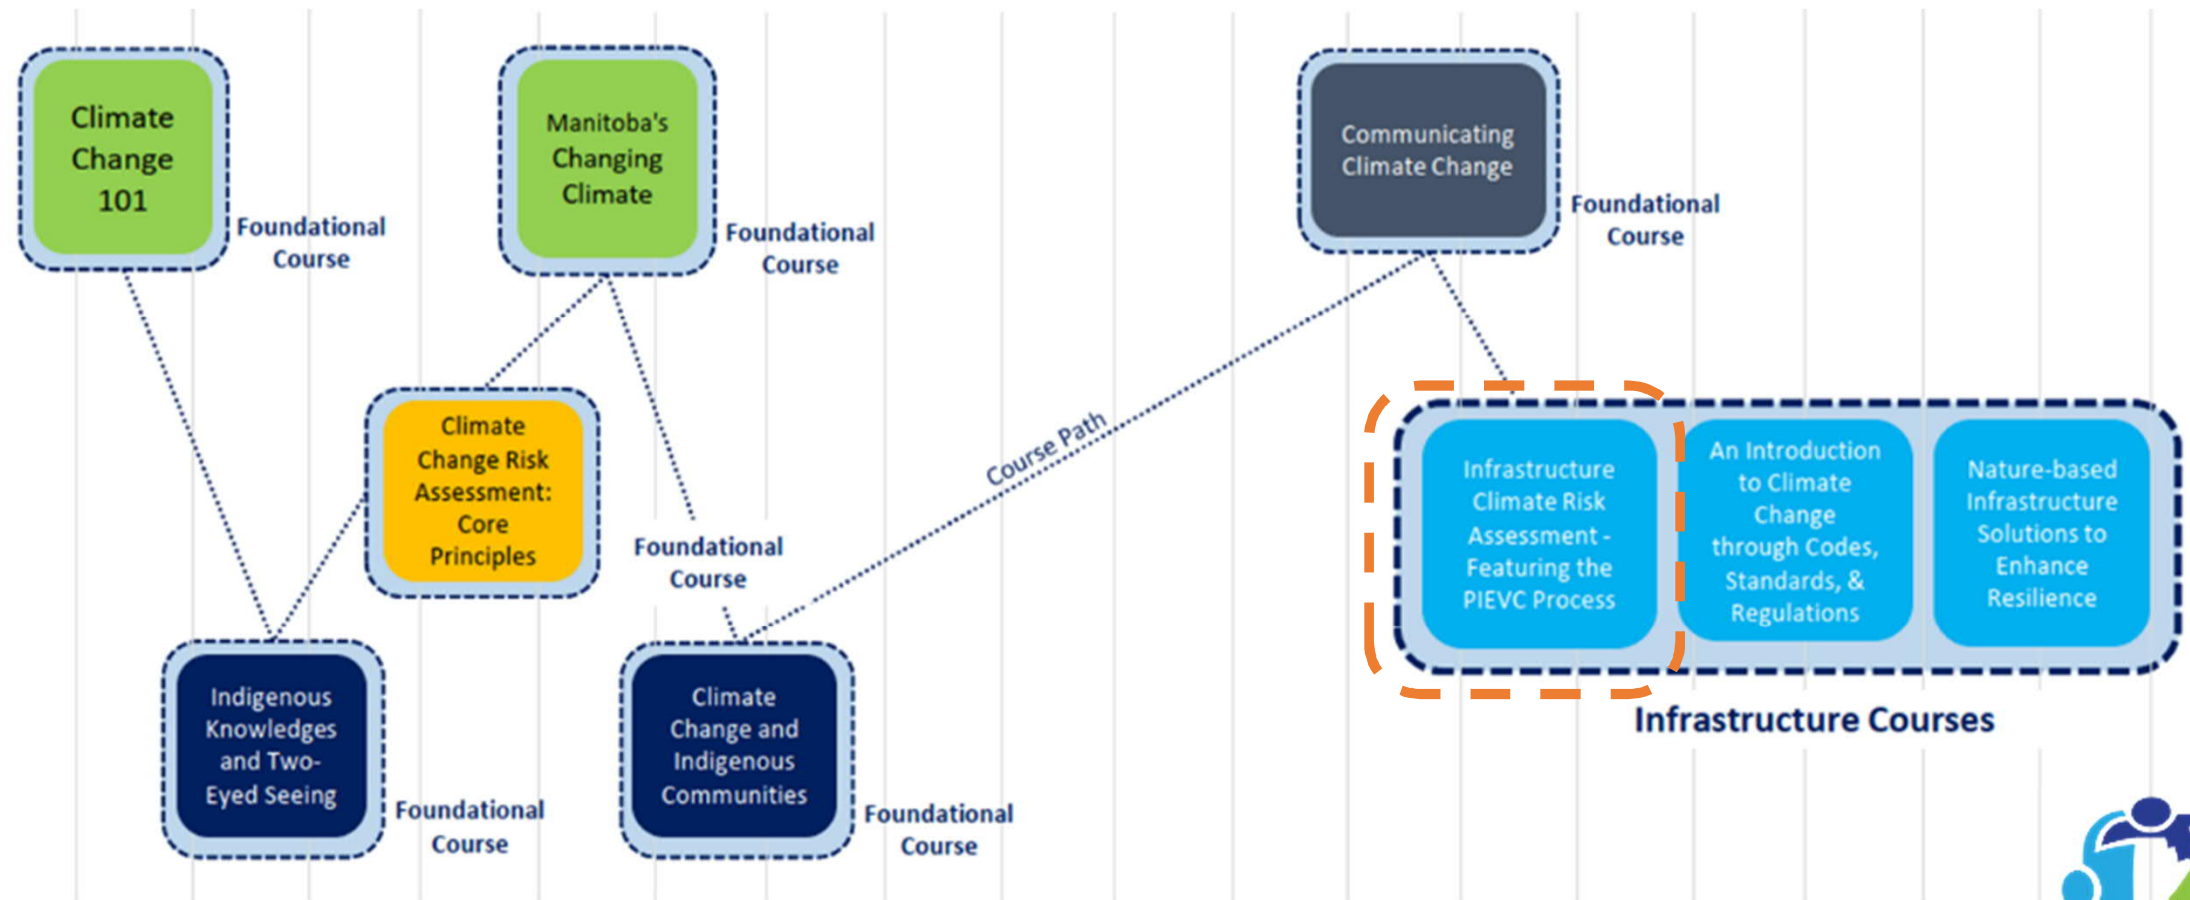 Climate
Change
101
Foundational
Course
Manitoba's
Changing
Climate
Foundational
Course
Communicating
Climate Change
Foundational
Course
Climate
Change Risk
Assessment:
Core
Principles
Foundational
Course
Course Path
Infrastructure
Climate Risk
Assessment -
Featuring the
PIEVC Process
An Introduction
to Climate
Change
through Codes,
Standards, &
Regulations
Nature-based
Infrastructure
Solutions to
Enhance
Resilience
Infrastructure Courses
Indigenous
Knowledges
and Two-
Eyed Seeing
Foundational
Course
Climate
Change and
Indigenous
Communities
Foundational
Course